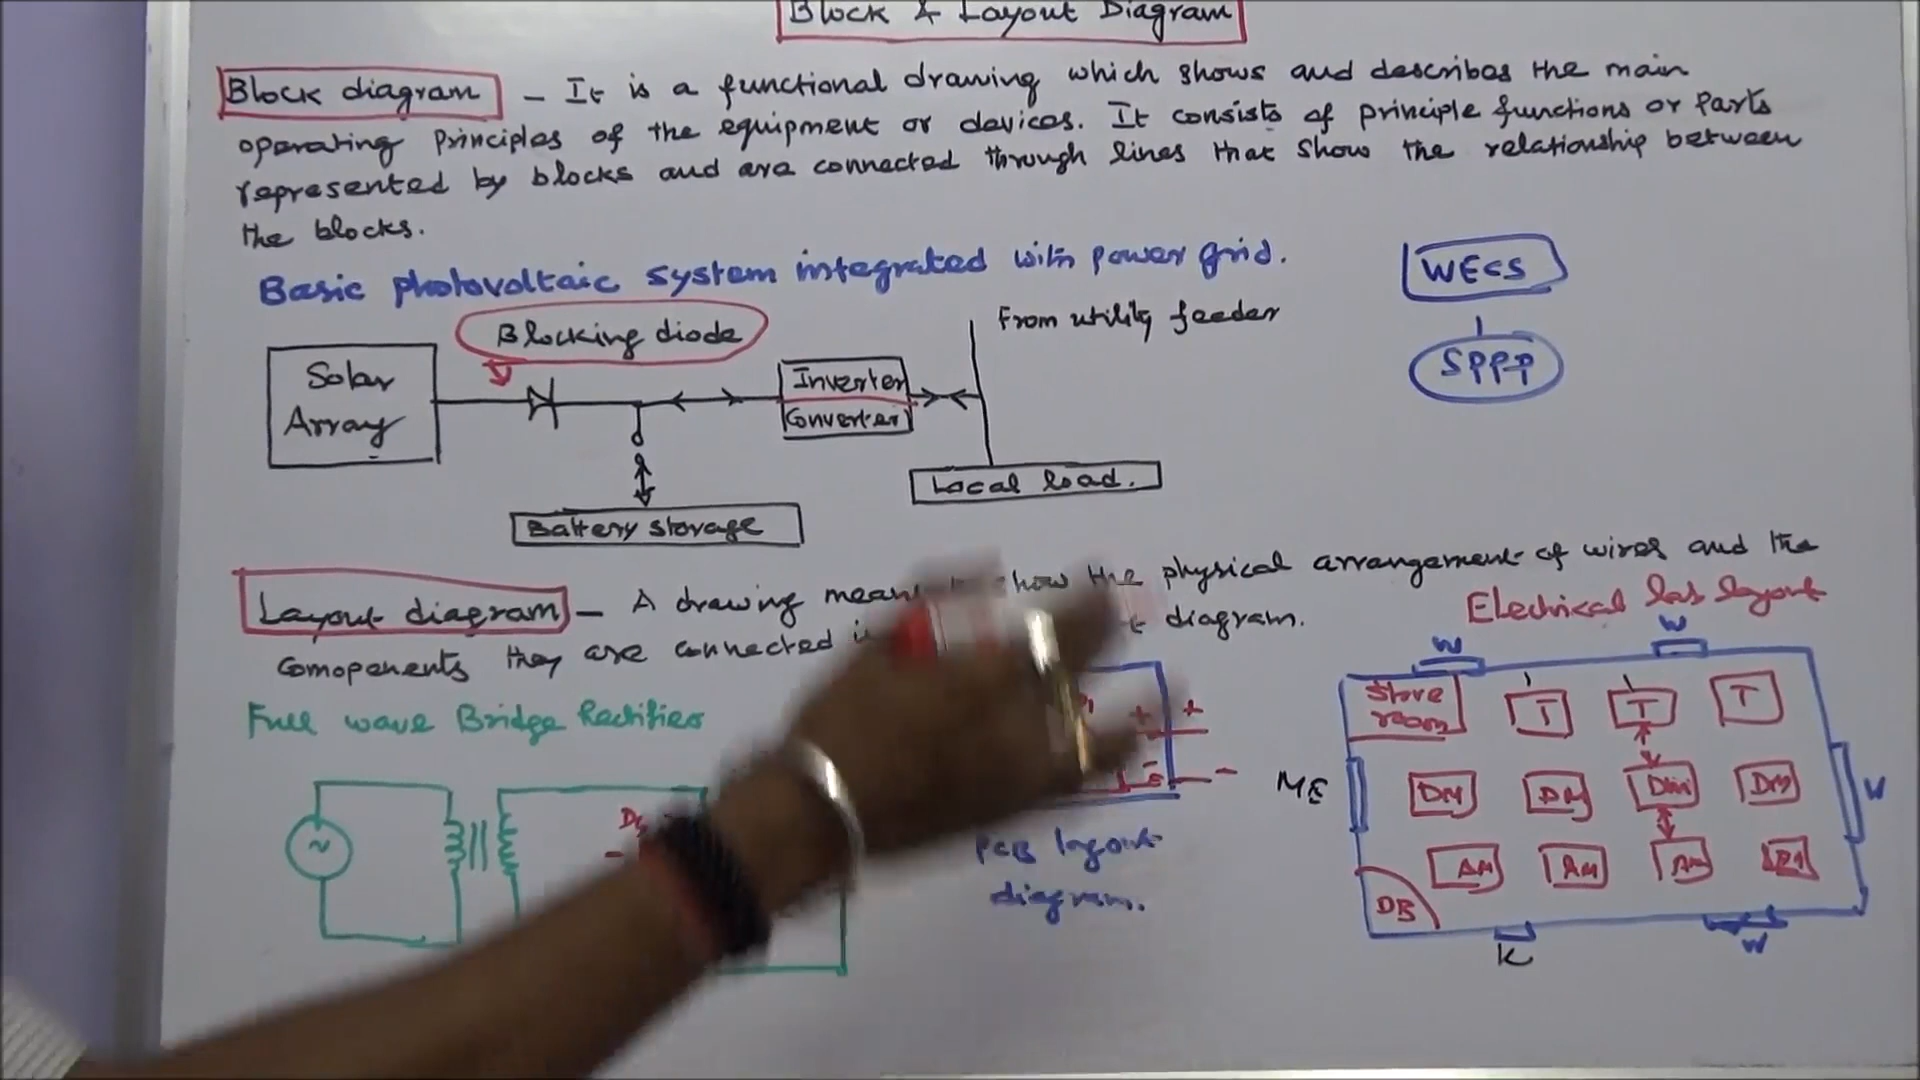 Block & Layout Diagram
Block diagram - It is a functional drawing which shows and describes the main
operating principles of the equipment or devices. It consists of principle functions or Parts
represented by blocks and are connected through lines that show the relationship between
the blocks.
Basic photovoltaic system integrated with power grid.
WECS
SPPP
Blocking diode
From utility feeder
Solar
Array
Inverter
Converter
Local load.
Battery storage
Layout diagram - A drawing show the physical arrangement of wires and the
comopenents they are connected diagram.
Electrical lab layout
Full wave Bridge Rectifier
W
W
Store
room
T
T
T
+
+
-
-
ME
DM
DM
DM
DM
W
~
-
PCB layout
diagram.
AM
AM
AM
DB
K
W